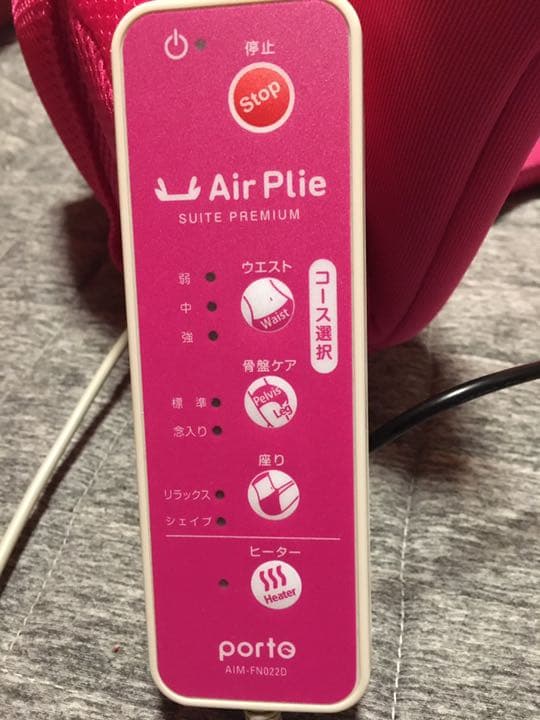 停止
Stop
Air Plie
SUITE PREMIUM
コース選択
ウエスト
弱
中
強
Waist
骨盤ケア
標準
念入り
Pelvis
Leg
座り
リラックス
シェイプ
ヒーター
Heater
porto
AIM-FN022D